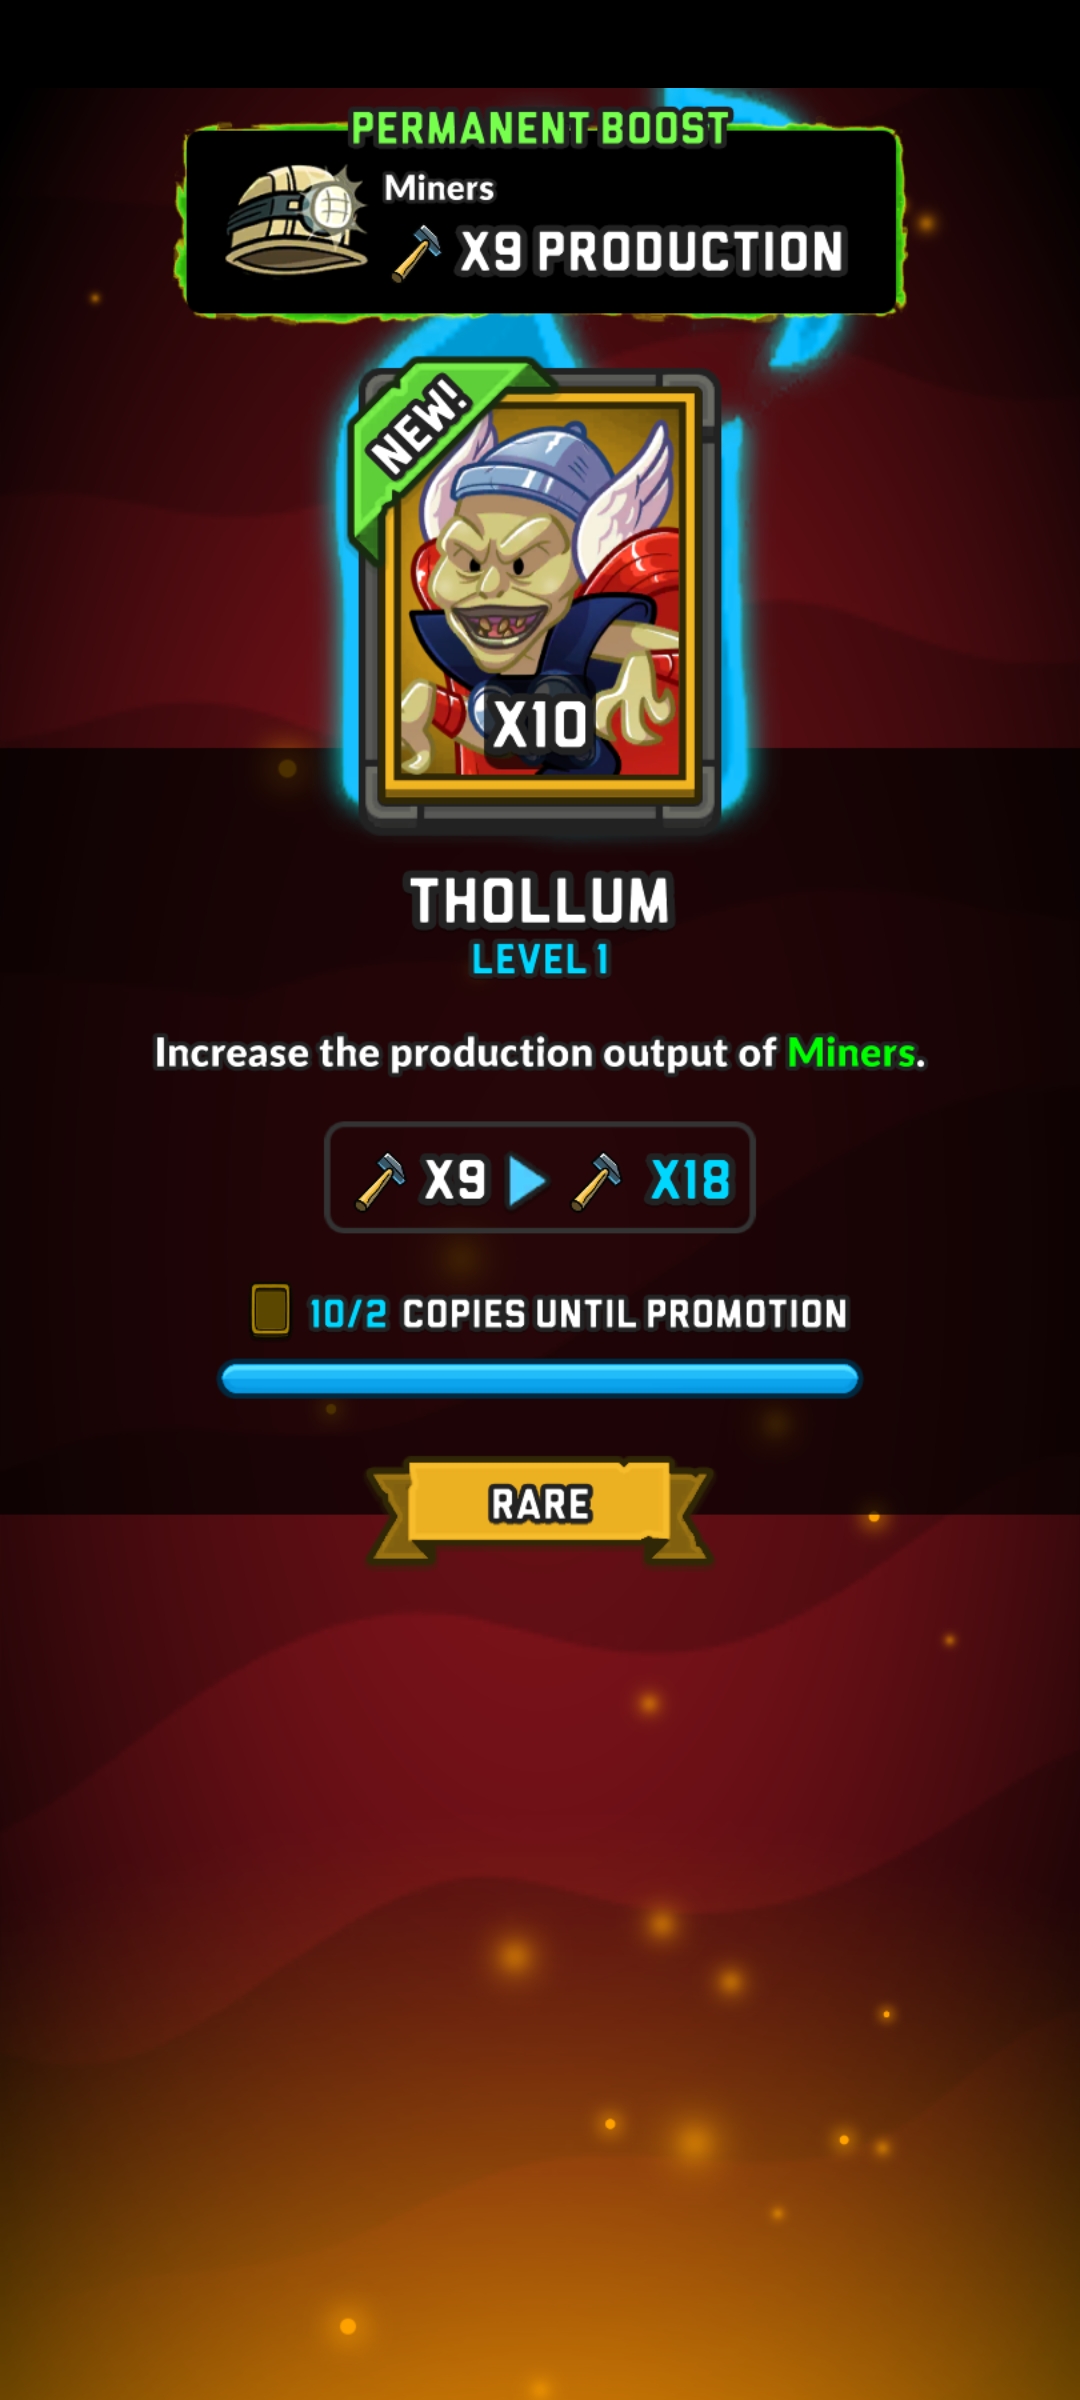 PERMANENT BOOST
Miners
X9 PRODUCTION
NEW!
X10
THOLLUM
LEVEL 1
Increase the production output of Miners.
X9 X18
10/2 COPIES UNTIL PROMOTION
RARE